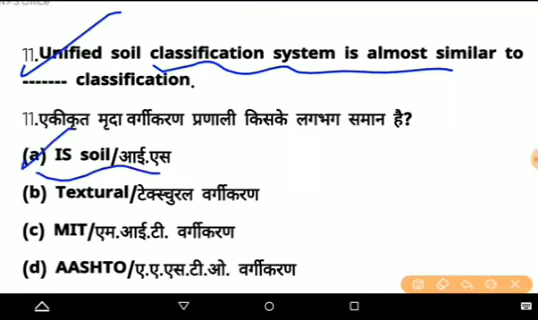 11.Unified soil classification system is almost similar to
------- classification.
11.एकीकृत मृदा वर्गीकरण प्रणाली किसके लगभग समान है?
(a) IS soil/आई.एस
(b) Textural/टेक्स्चुरल वर्गीकरण
(c) MIT/एम.आई.टी. वर्गीकरण
(d) AASHTO/ए.ए.एस.टी.ओ. वर्गीकरण